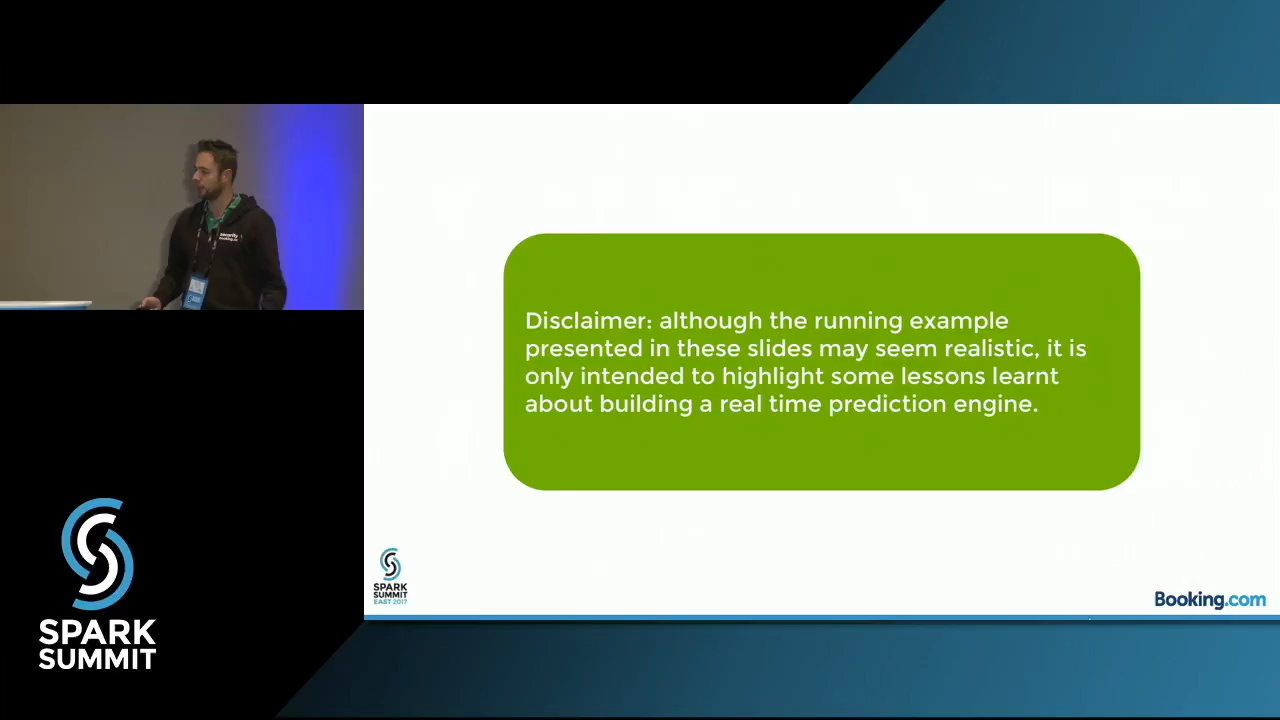 security
Disclaimer: although the running example
presented in these slides may seem realistic, it is
only intended to highlight some lessons learnt
about building a real time prediction engine.
SPARK
SUMMIT
EAST 2017
Booking.com
SPARK
SUMMIT